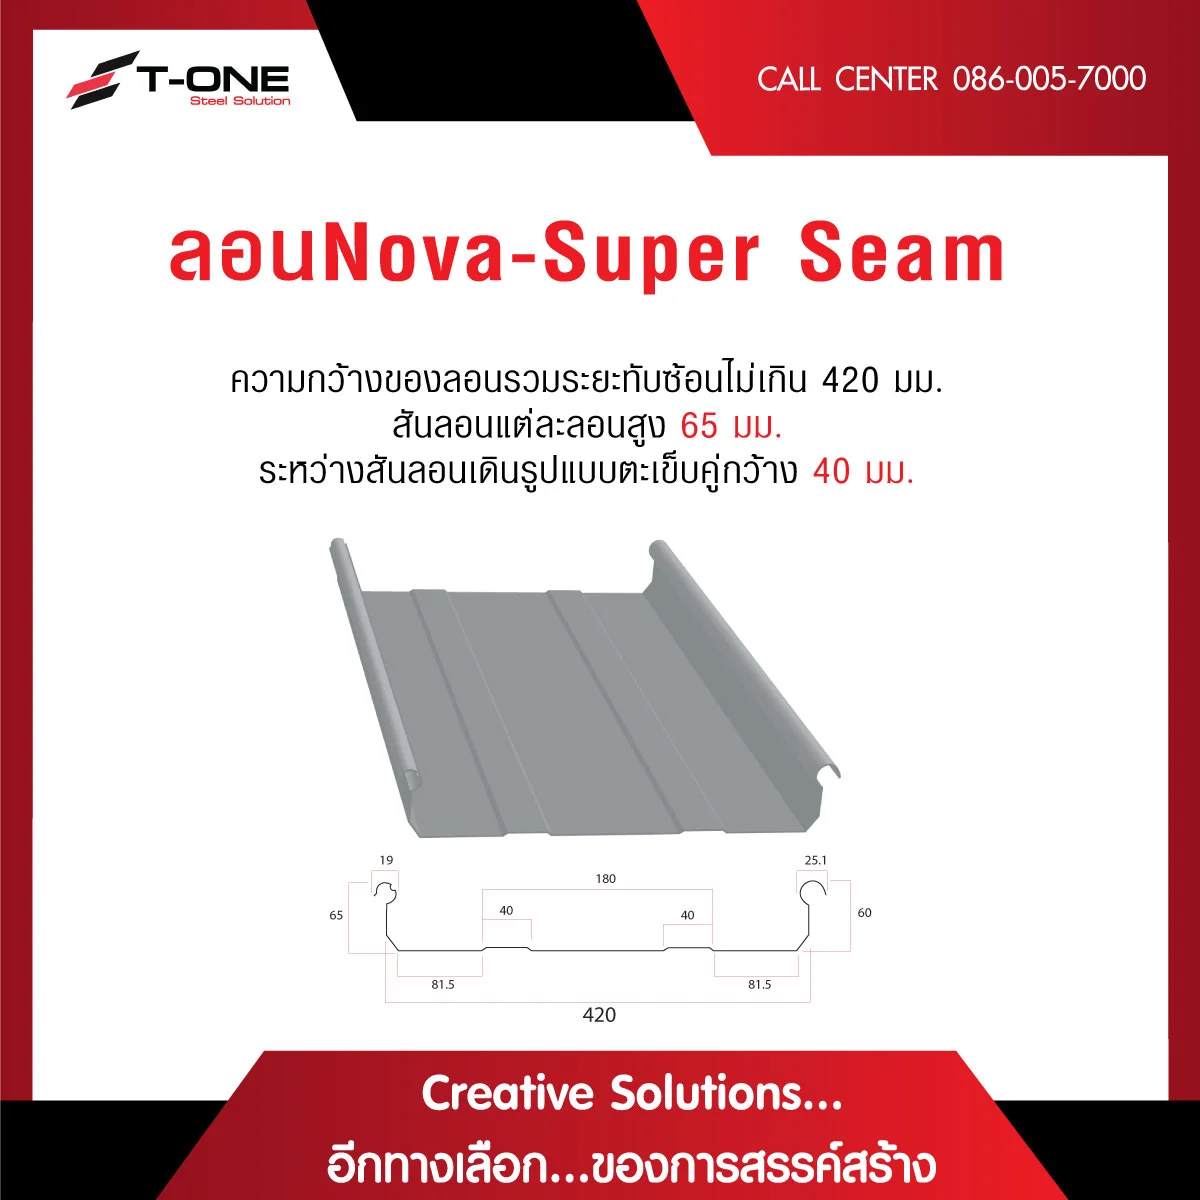 T-ONE
Steel Solution
CALL CENTER 086-005-7000
ลอนNova-Super Seam
ความกว้างของลอนรวมระยะทับซ้อนไม่เกิน 420 มม.
สันลอนแต่ละลอนสูง 65 มม.
ระหว่างสันลอนเดินรูปแบบตะเข็บคู่กว้าง 40 มม.
19
25.1
180
65
40
40
60
81.5
81.5
420
Creative Solutions...
อีกทางเลือก...ของการสรรค์สร้าง